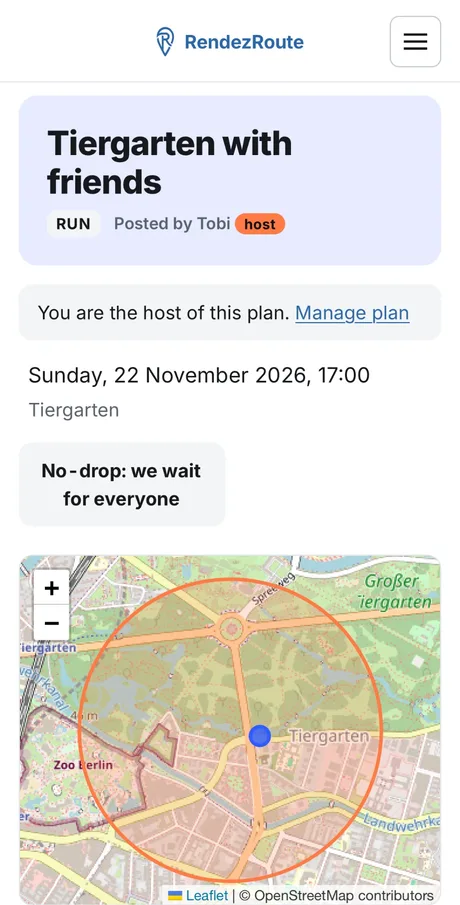 RendezRoute
Tiergarten with
friends
RUN Posted by Tobi host
You are the host of this plan. Manage plan
Sunday, 22 November 2026, 17:00
Tiergarten
No-drop: we wait
for everyone
+
−
Spreeweg
Großer
iergarten
iergarten
Zoo Berlin
Tiergarten
Landwehrka
Leaflet | © OpenStreetMap contributors